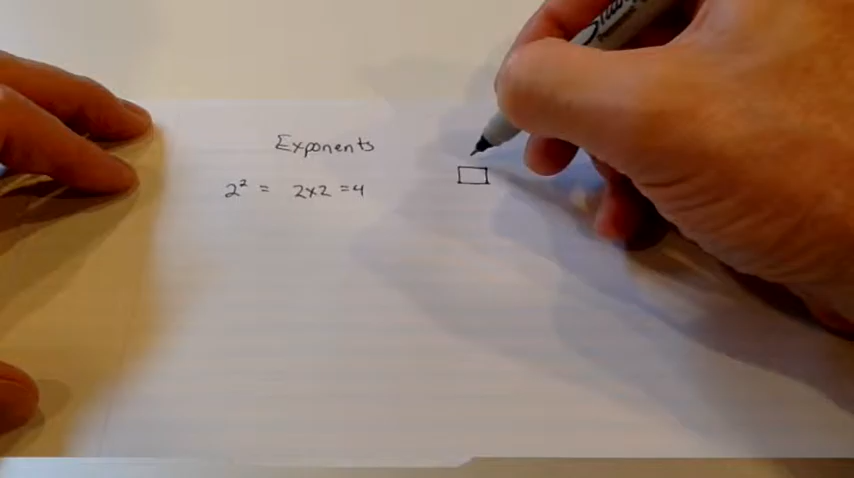 Exponents
2² = 2x2 =4